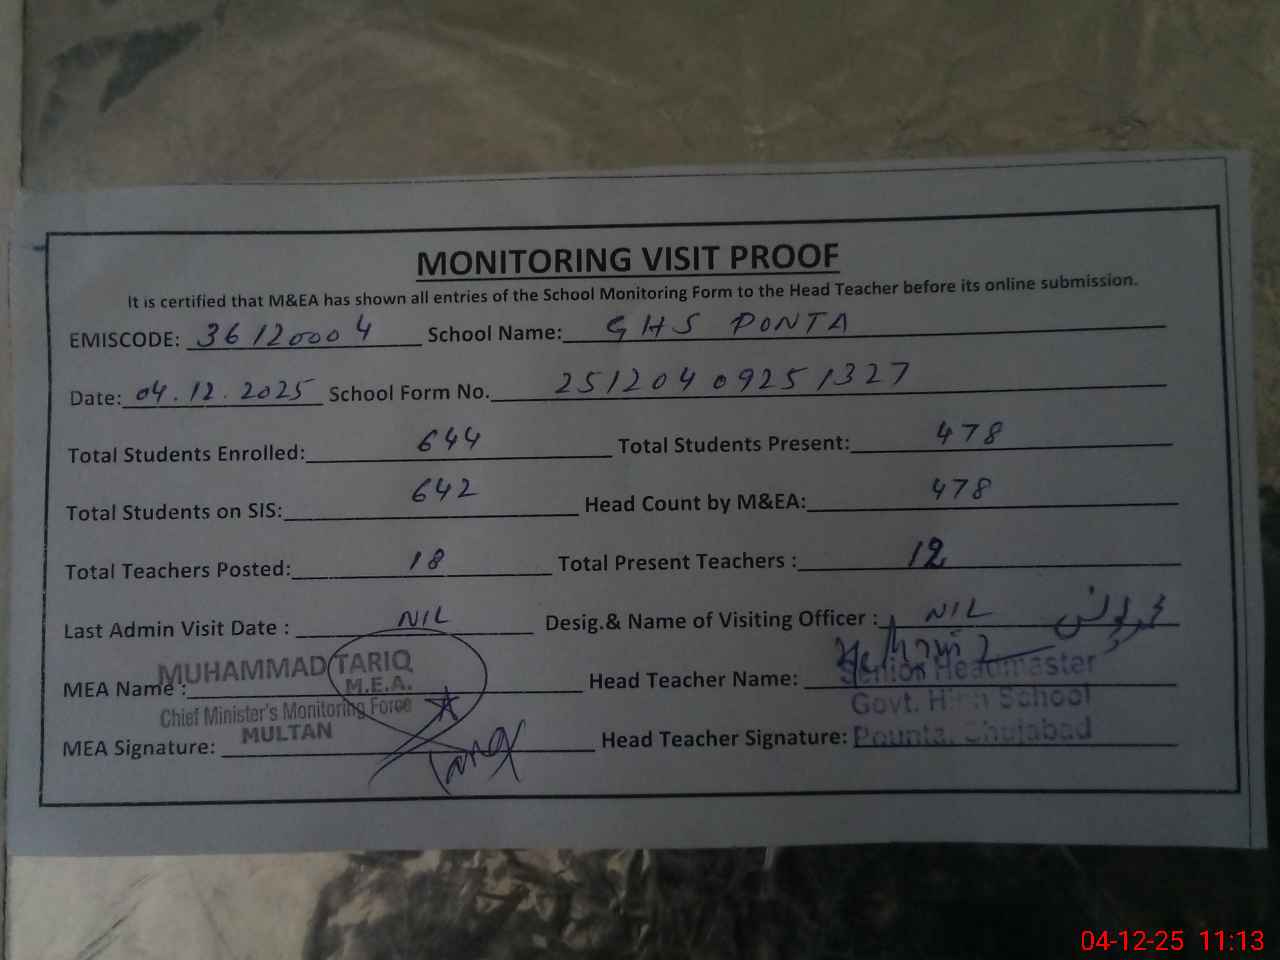 MONITORING VISIT PROOF
It is certified that M&EA has shown all entries of the School Monitoring Form to the Head Teacher before its online submission.
EMISCODE: 36120004 School Name: GHS PONTA
Date: 04.12.2025 School Form No. 25120409251327
Total Students Enrolled: 644 Total Students Present: 478
Total Students on SIS: 642 Head Count by M&EA: 478
Total Teachers Posted: 18 Total Present Teachers : 12
Last Admin Visit Date : NIL Desig.& Name of Visiting Officer : NIL
MUHAMMAD TARIQ
MEA Name : M.E.A. Head Teacher Name: Senior Headmaster
Chief Minister's Monitoring Force Govt. High School
MULTAN
MEA Signature: Head Teacher Signature: Pounta, Shujabad
04-12-25 11:13